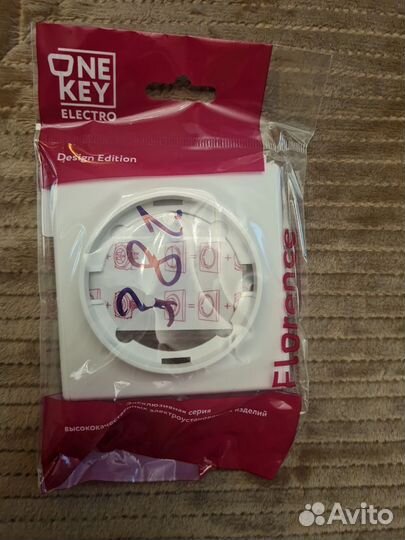 ONE
KEY
ELECTRO
Design Edition
Florence
Эксклюзивная серия
высококачественных электроустановочных изделий
Avito